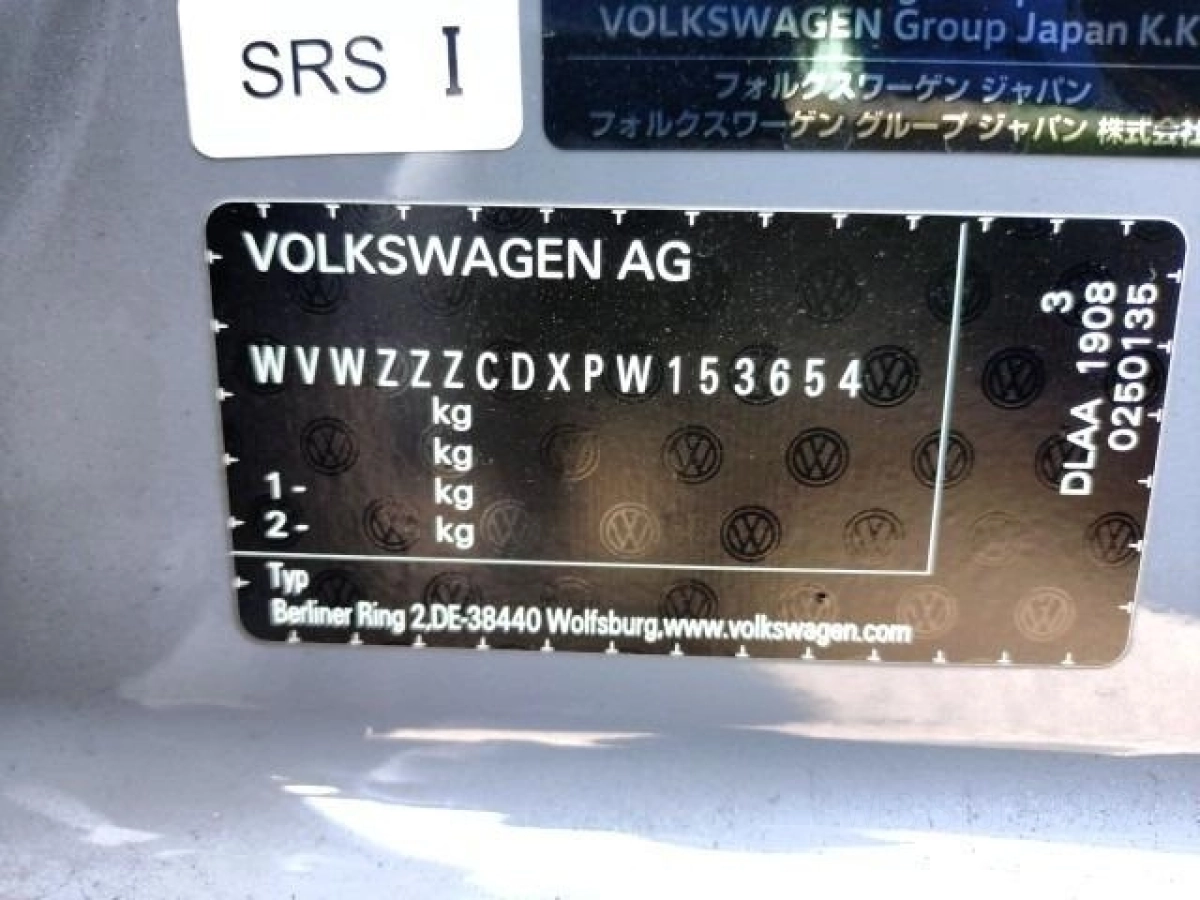 SRS I
VOLKSWAGEN Group Japan K.K
フォルクスワーゲン ジャパン
フォルクスワーゲン グループ ジャパン 株式会社
VOLKSWAGEN AG
WVWZZZCDXPW153654
kg
kg
1- kg
2- kg
Typ
Berliner Ring 2,DE-38440 Wolfsburg,www.volkswagen.com
3
DLAA 1908
0250135